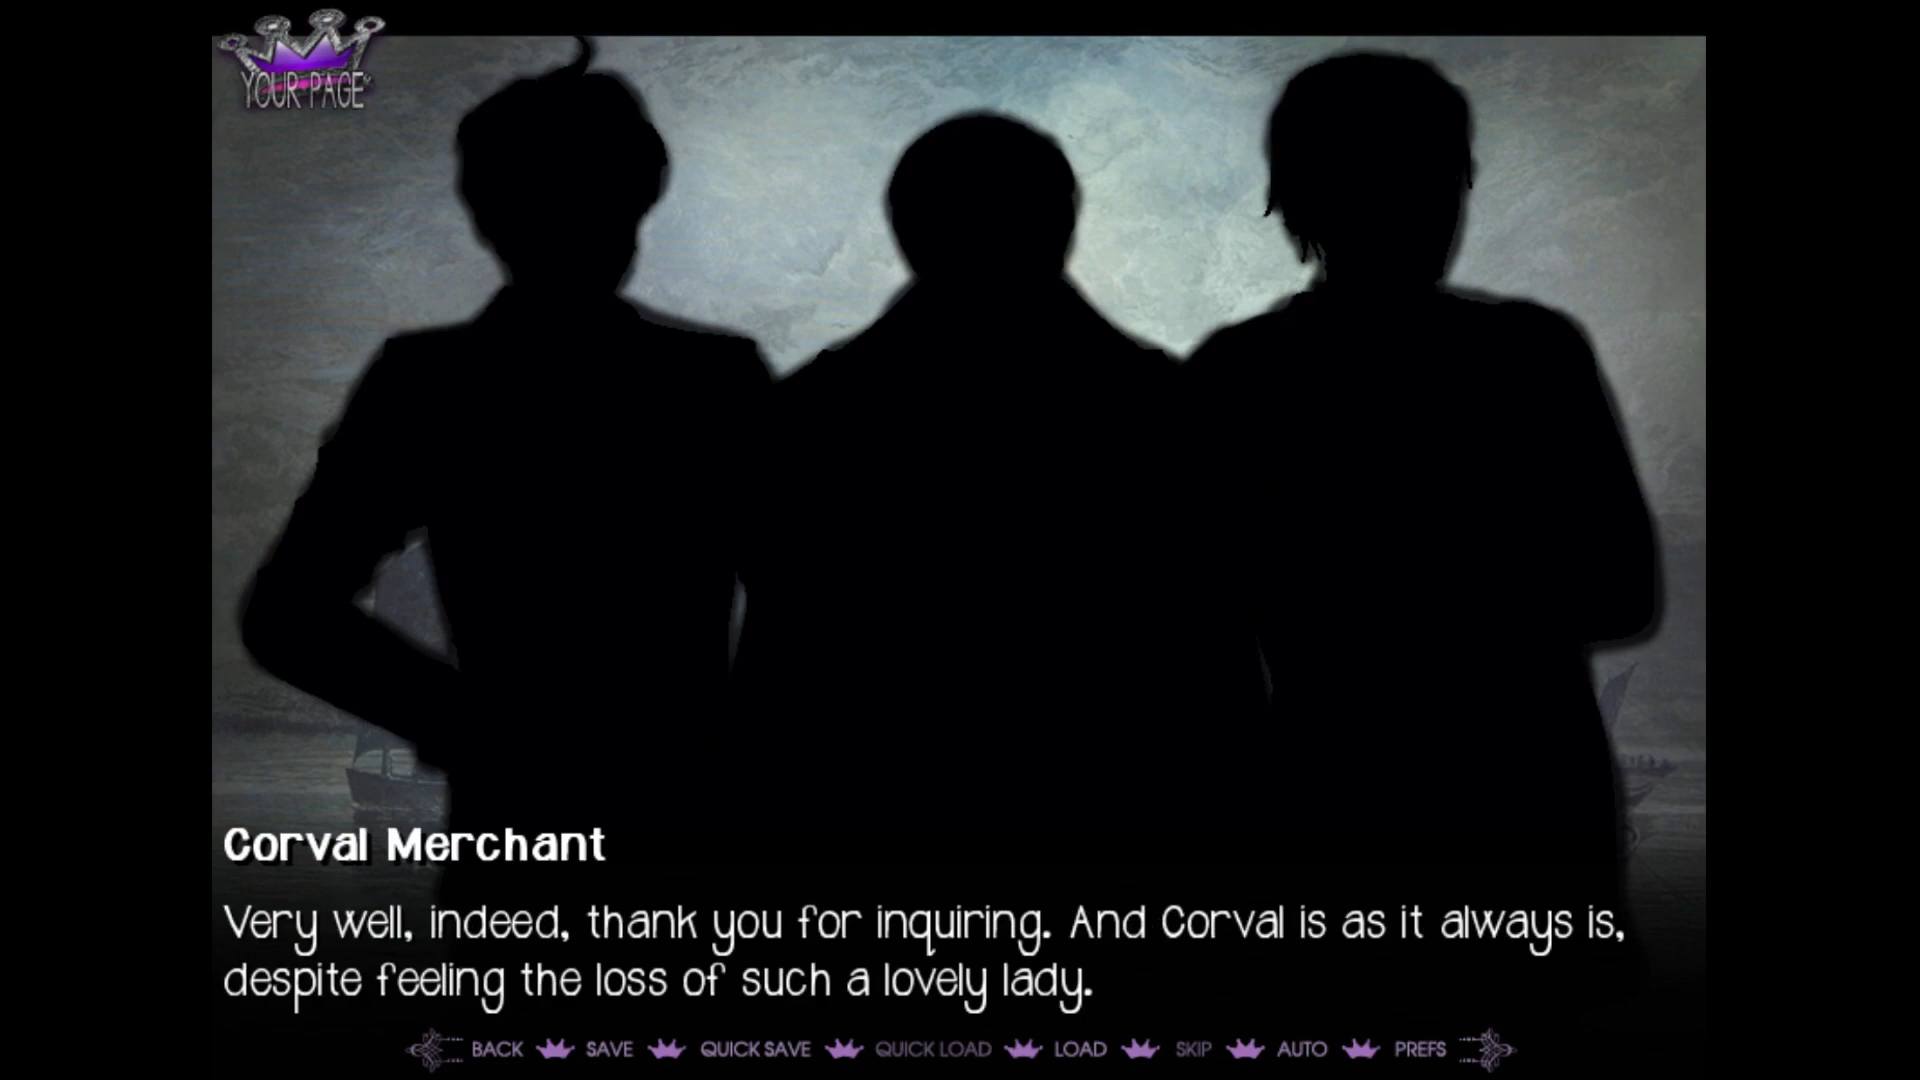 YOUR PAGE
Corval Merchant
Very well, indeed, thank you for inquiring. And Corval is as it always is,
despite feeling the loss of such a lovely lady.
BACK SAVE QUICK SAVE QUICK LOAD LOAD SKIP AUTO PREFS